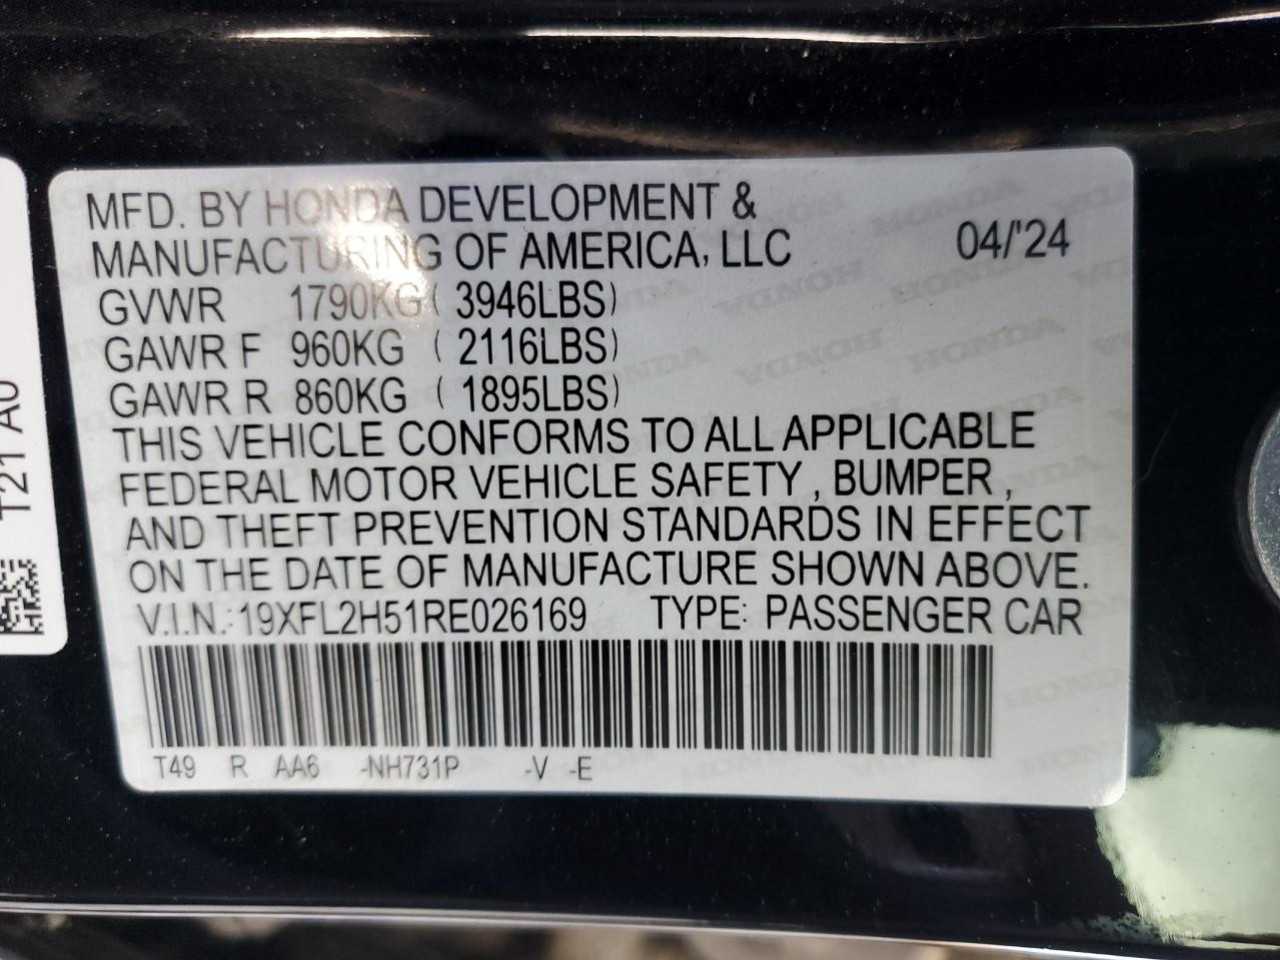 MFD. BY HONDA DEVELOPMENT &
MANUFACTURING OF AMERICA, LLC 04/'24
GVWR 1790KG ( 3946LBS)
GAWR F 960KG ( 2116LBS)
GAWR R 860KG ( 1895LBS)
THIS VEHICLE CONFORMS TO ALL APPLICABLE
FEDERAL MOTOR VEHICLE SAFETY , BUMPER ,
AND THEFT PREVENTION STANDARDS IN EFFECT
ON THE DATE OF MANUFACTURE SHOWN ABOVE.
V.I.N.: 19XFL2H51RE026169 TYPE: PASSENGER CAR
T49 R AA6 -NH731P -V -E
T21 A0